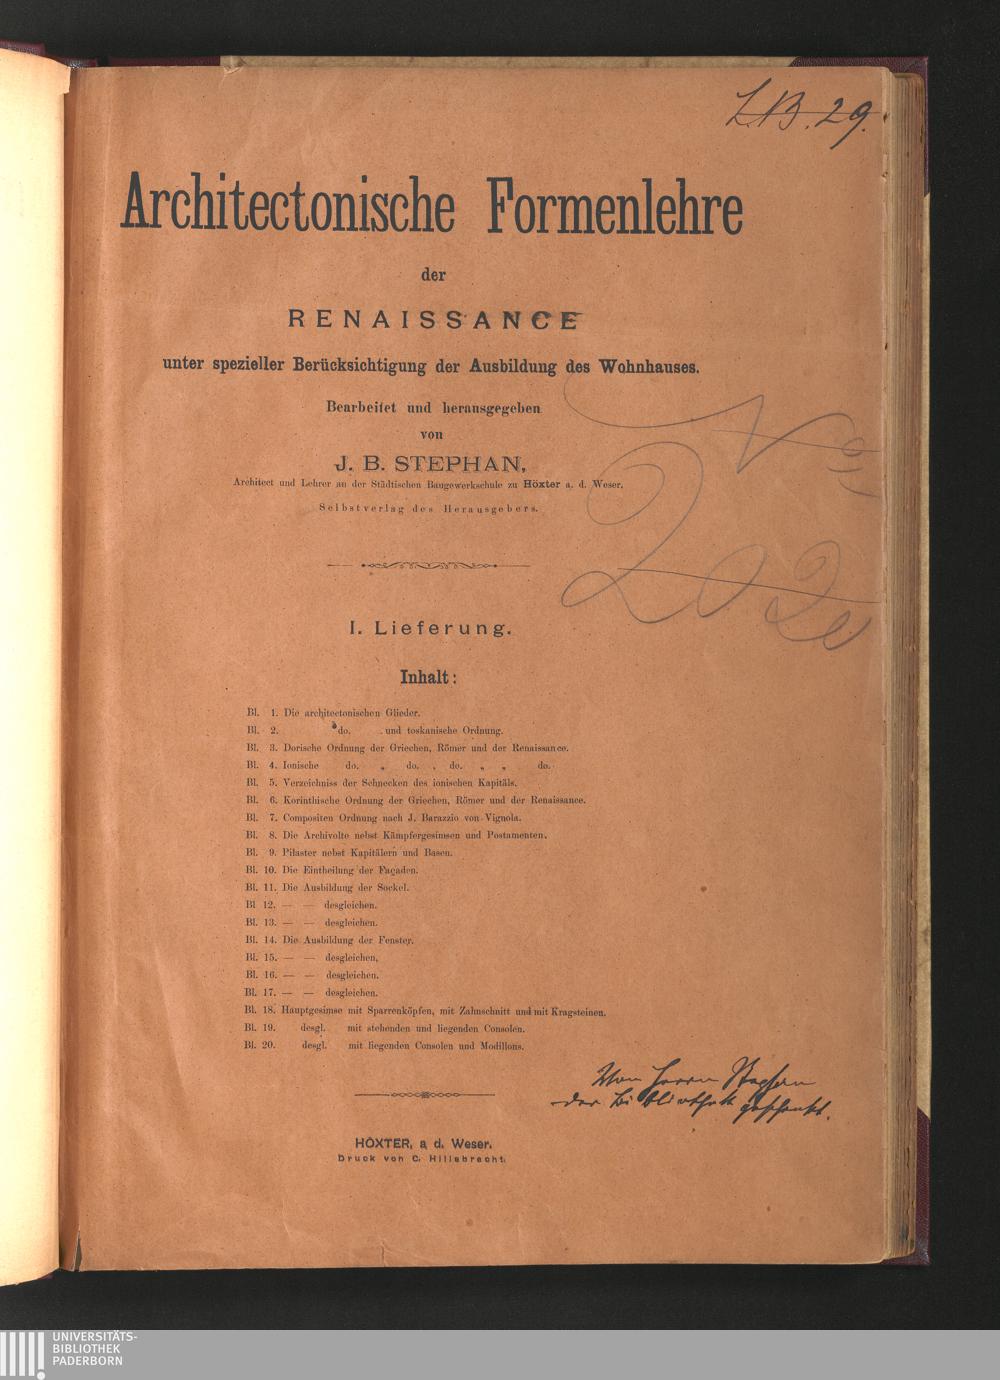 L.B. 29.
Architectonische Formenlehre
der
RENAISSANCE
unter spezieller Berücksichtigung der Ausbildung des Wohnhauses.
Bearbeitet und herausgegeben
von
J. B. STEPHAN,
Architect und Lehrer an der Städtischen Baugewerkschule zu Höxter a. d. Weser.
Selbstverlag des Herausgebers.
No
202
I. Lieferung.
Inhalt:
Bl. 1. Die architectonischen Glieder.
Bl. 2. do. und toskanische Ordnung.
Bl. 3. Dorische Ordnung der Griechen, Römer und der Renaissance.
Bl. 4. Ionische do. „ do. , do. „ „ do.
Bl. 5. Verzeichniss der Schnecken des ionischen Kapitäls.
Bl. 6. Korinthische Ordnung der Griechen, Römer und der Renaissance.
Bl. 7. Compositen Ordnung nach J. Barazzio von Vignola.
Bl. 8. Die Archivolte nebst Kämpfergesimsen und Postamenten.
Bl. 9. Pilaster nebst Kapitälern und Basen.
Bl. 10. Die Eintheilung der Façaden.
Bl. 11. Die Ausbildung der Sockel.
Bl 12. — — desgleichen.
Bl. 13. — — desgleichen.
Bl. 14. Die Ausbildung der Fenster.
Bl. 15. — — desgleichen,
Bl. 16. — — desgleichen.
Bl. 17. — — desgleichen.
Bl. 18. Hauptgesimse mit Sparrenköpfen, mit Zahnschnitt und mit Kragsteinen.
Bl. 19. desgl. mit stehenden und liegenden Consolen.
Bl. 20. desgl. mit liegenden Consolen und Modillons.
Von Herrn Stephan
der Bibliothek geschenkt.
HÖXTER, a d. Weser.
Druck von C. Hillebrecht.
UNIVERSITÄTS-
BIBLIOTHEK
PADERBORN